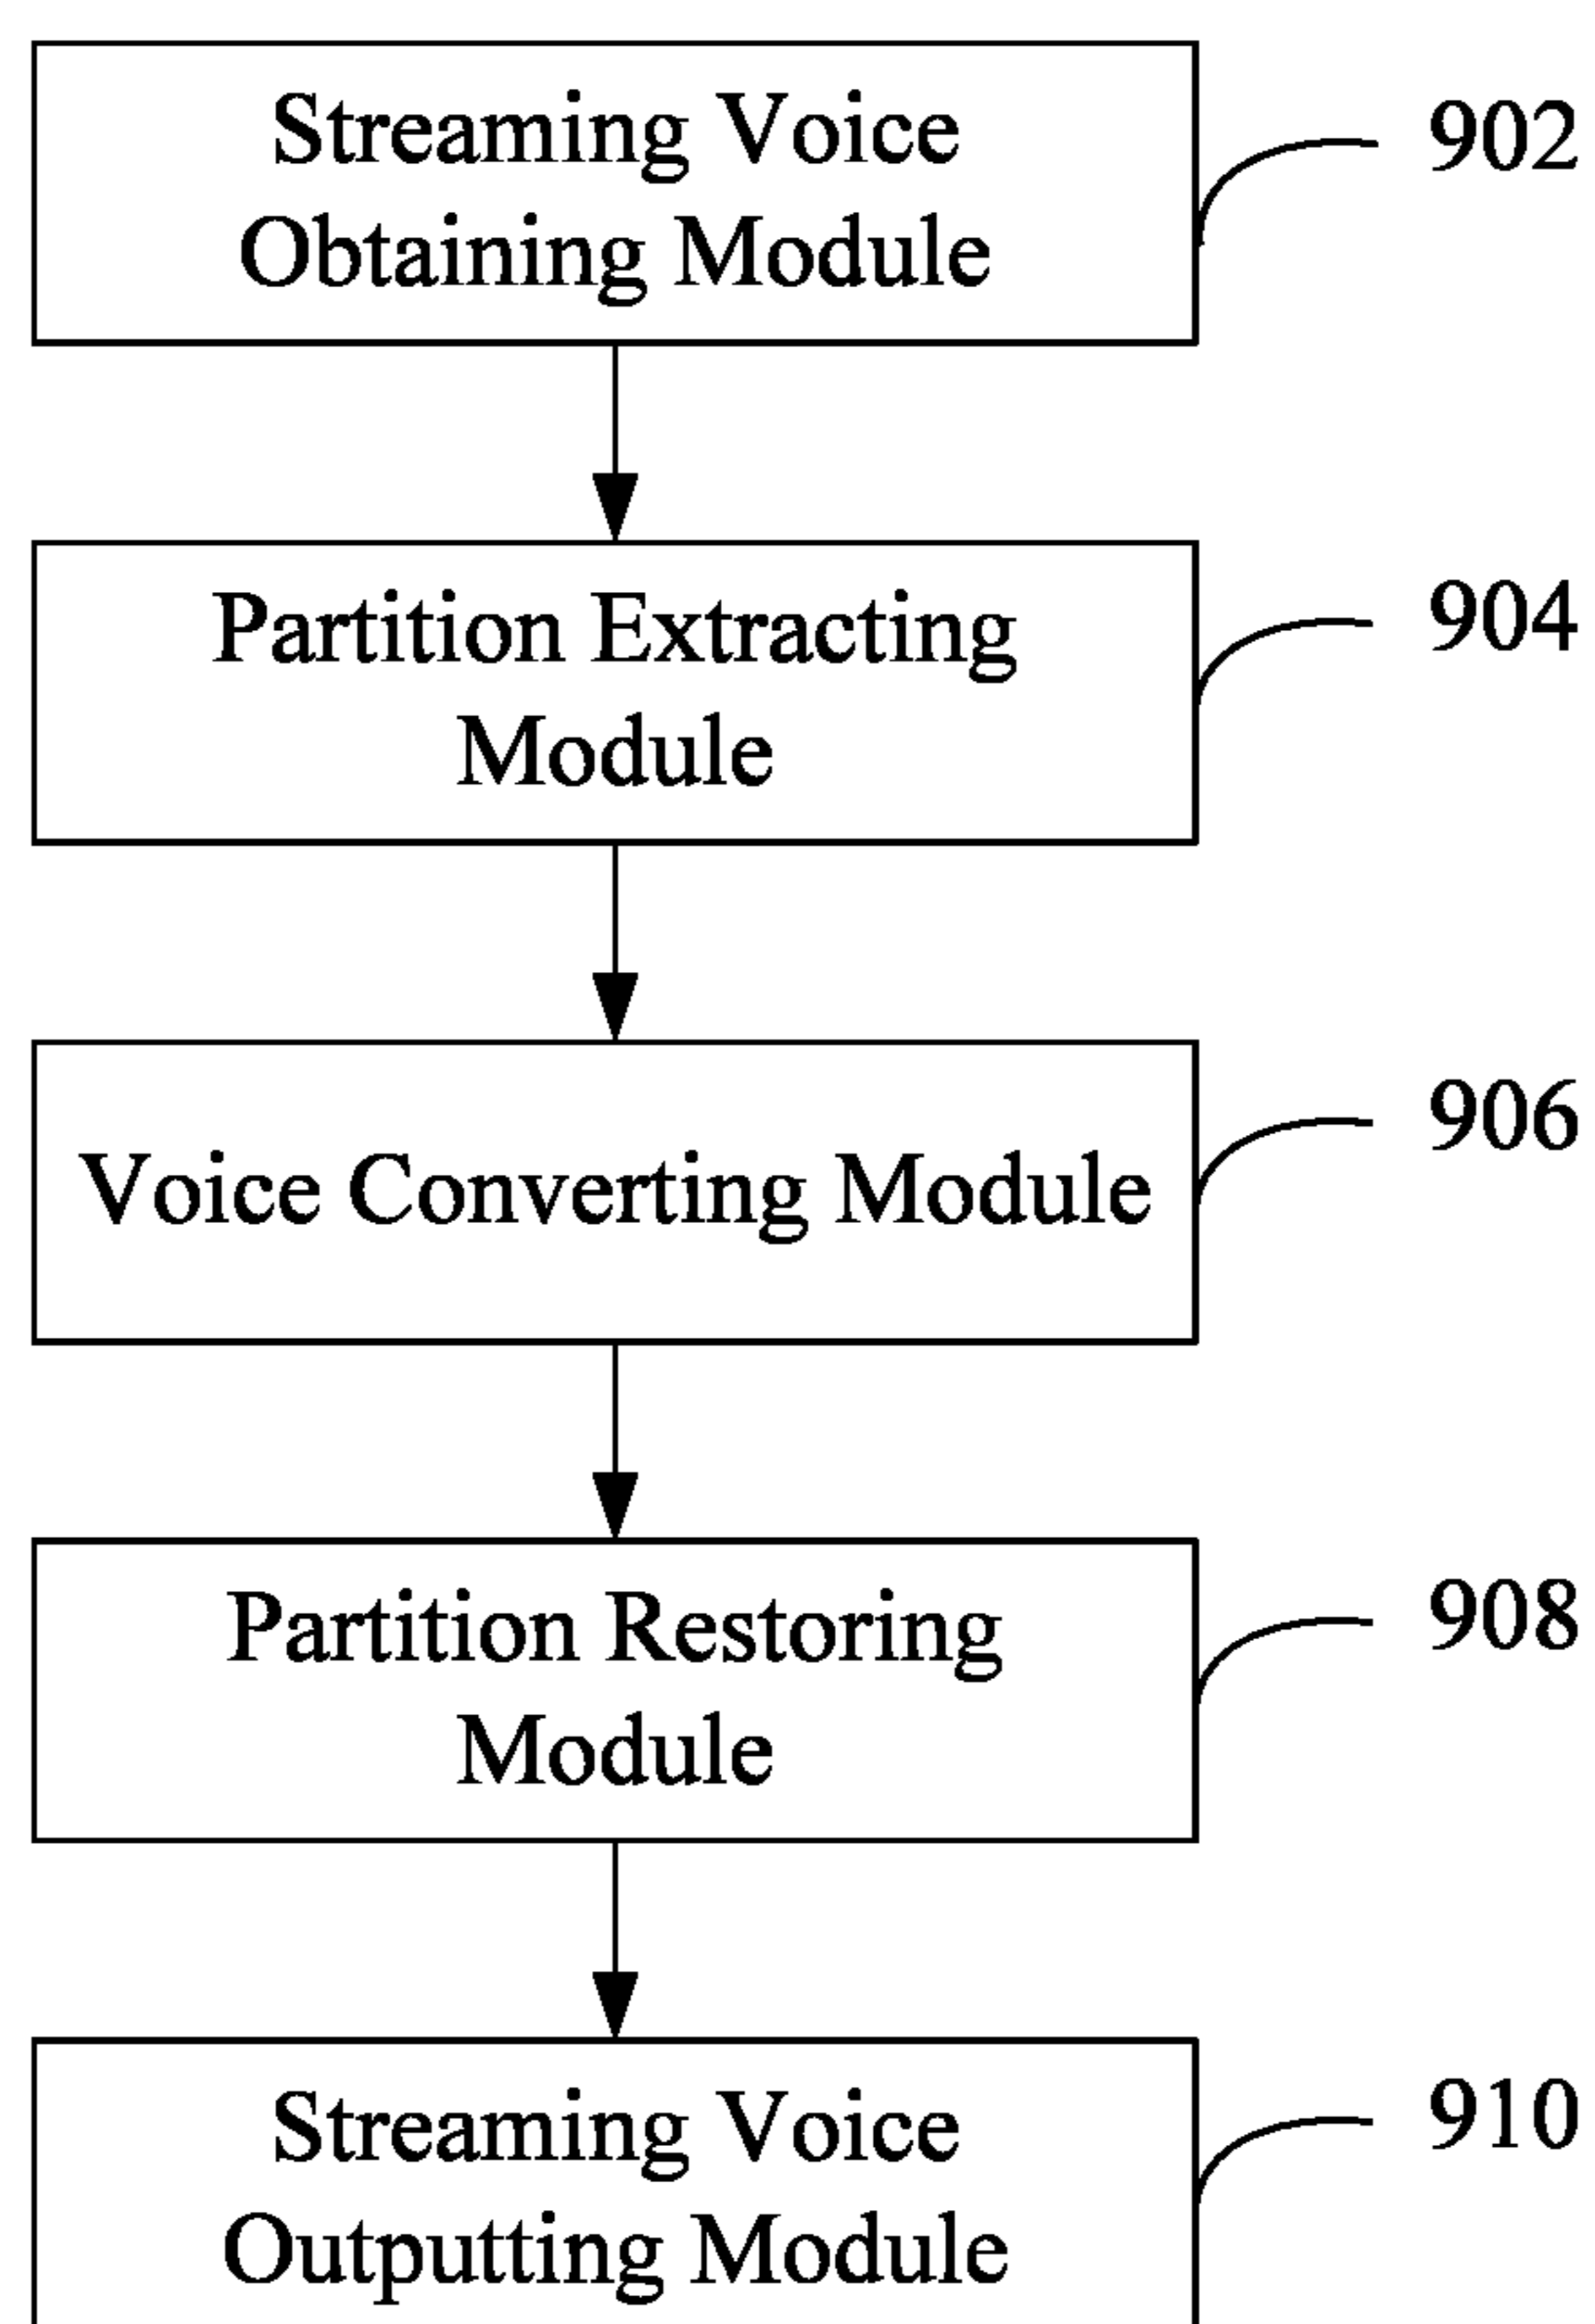 Streaming Voice
Obtaining Module
902
Partition Extracting
Module
904
Voice Converting Module
906
Partition Restoring
Module
908
Streaming Voice
Outputting Module
910